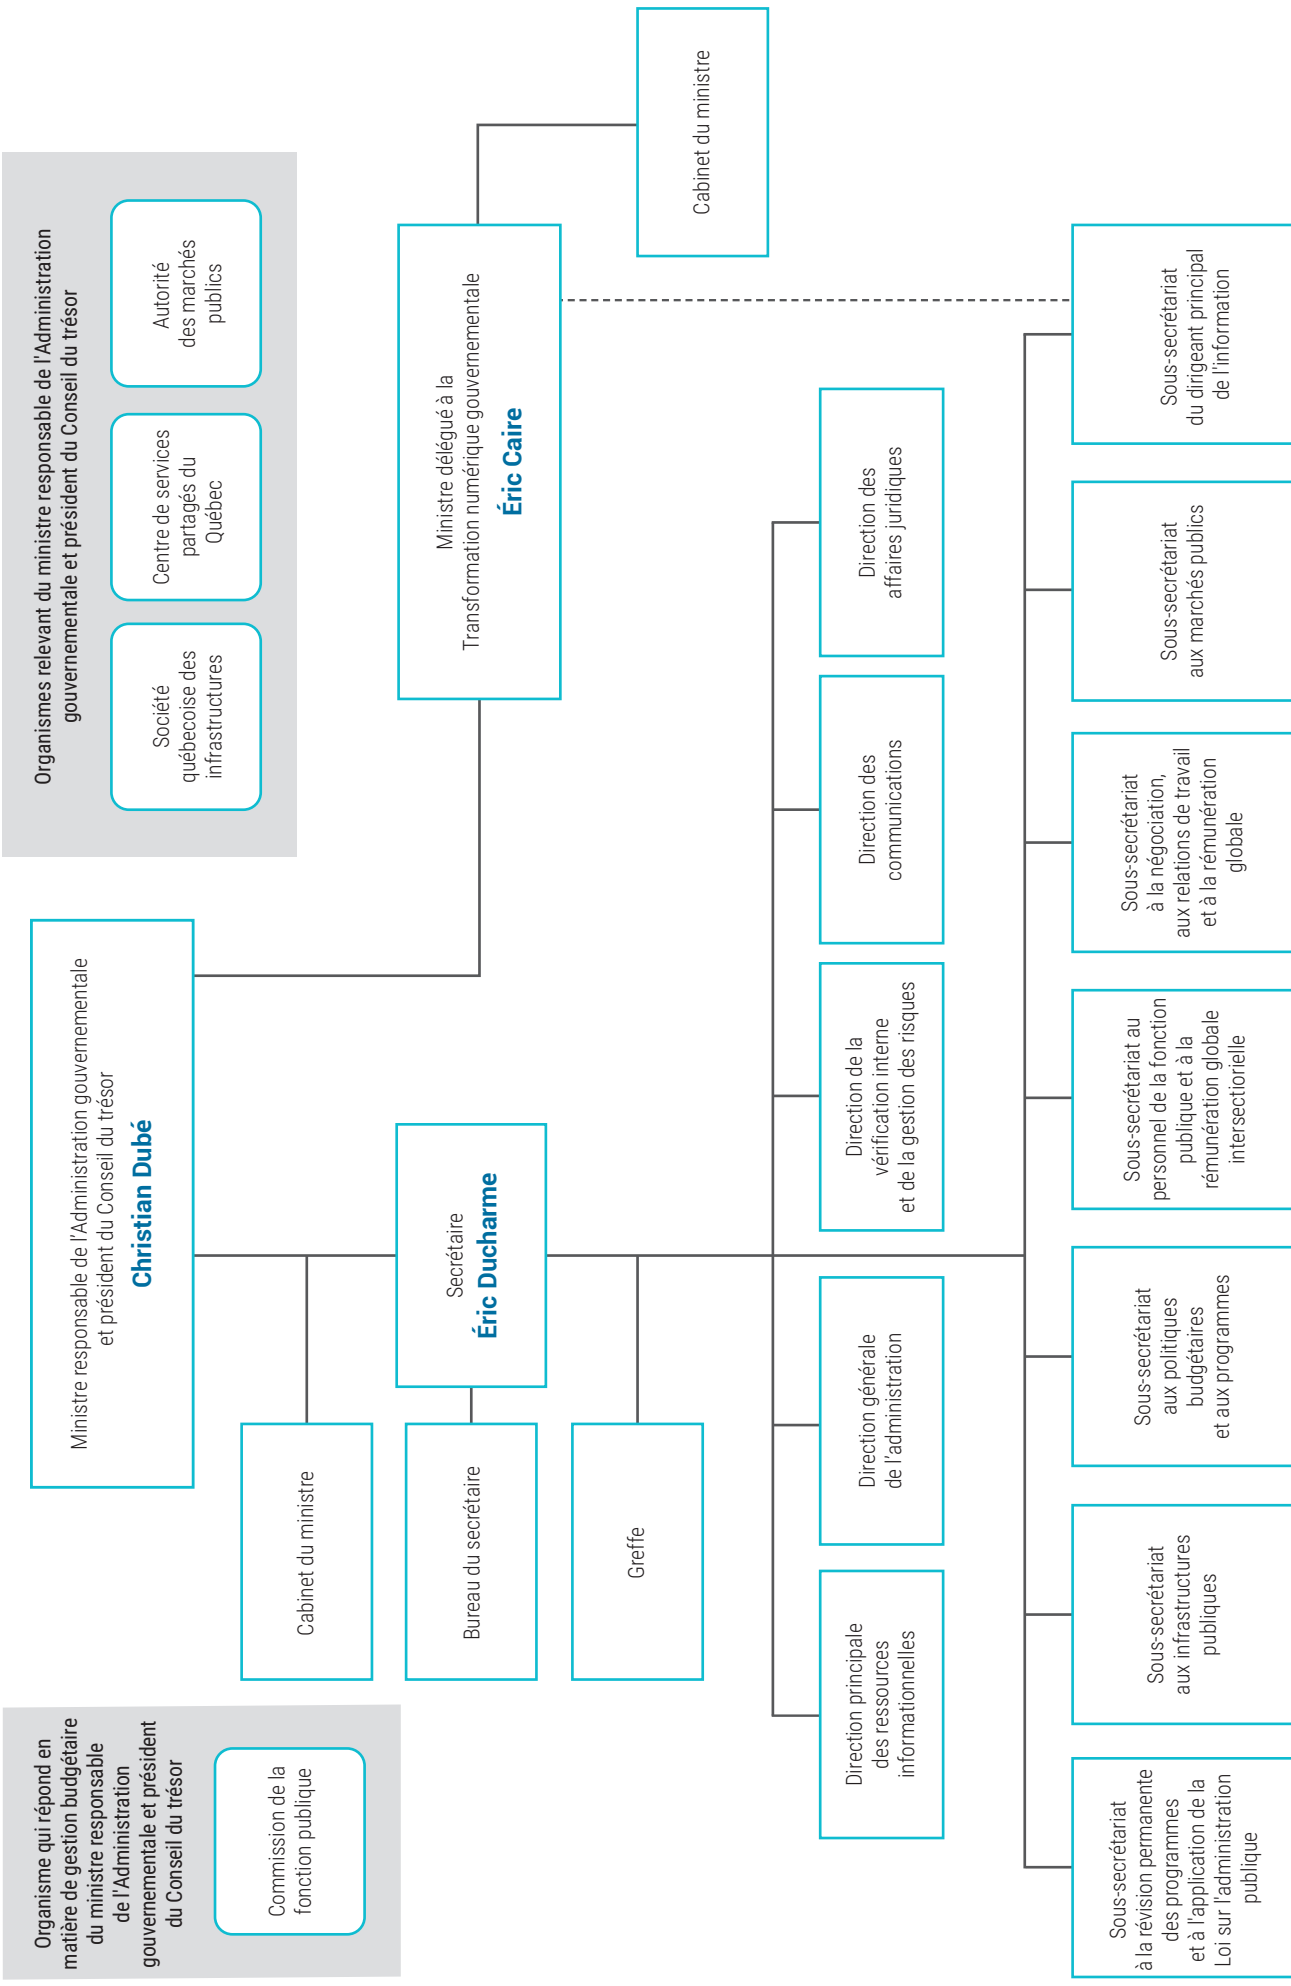 Organisme qui répond en
matière de gestion budgétaire
du ministre responsable
de l'Administration
gouvernementale et président
du Conseil du trésor
Commission de la
fonction publique
Ministre responsable de l'Administration gouvernementale
et président du Conseil du trésor
Christian Dubé
Organismes relevant du ministre responsable de l'Administration
gouvernementale et président du Conseil du trésor
Société
québecoise des
infrastructures
Centre de services
partagés du
Québec
Autorité
des marchés
publics
Cabinet du ministre
Secrétaire
Éric Ducharme
Bureau du secrétaire
Greffe
Ministre délégué à la
Transformation numérique gouvernementale
Éric Caire
Cabinet du ministre
Direction principale
des ressources
informationnelles
Direction générale
de l'administration
Direction de la
vérification interne
et de la gestion des risques
Direction des
communications
Direction des
affaires juridiques
Sous-secrétariat
à la révision permanente
des programmes
et à l'application de la
Loi sur l'administration
publique
Sous-secrétariat
aux infrastructures
publiques
Sous-secrétariat
aux politiques
budgétaires
et aux programmes
Sous-secrétariat au
personnel de la fonction
publique et à la
rémunération globale
intersectiorielle
Sous-secrétariat
à la négociation,
aux relations de travail
et à la rémunération
globale
Sous-secrétariat
aux marchés publics
Sous-secrétariat
du dirigeant principal
de l'information